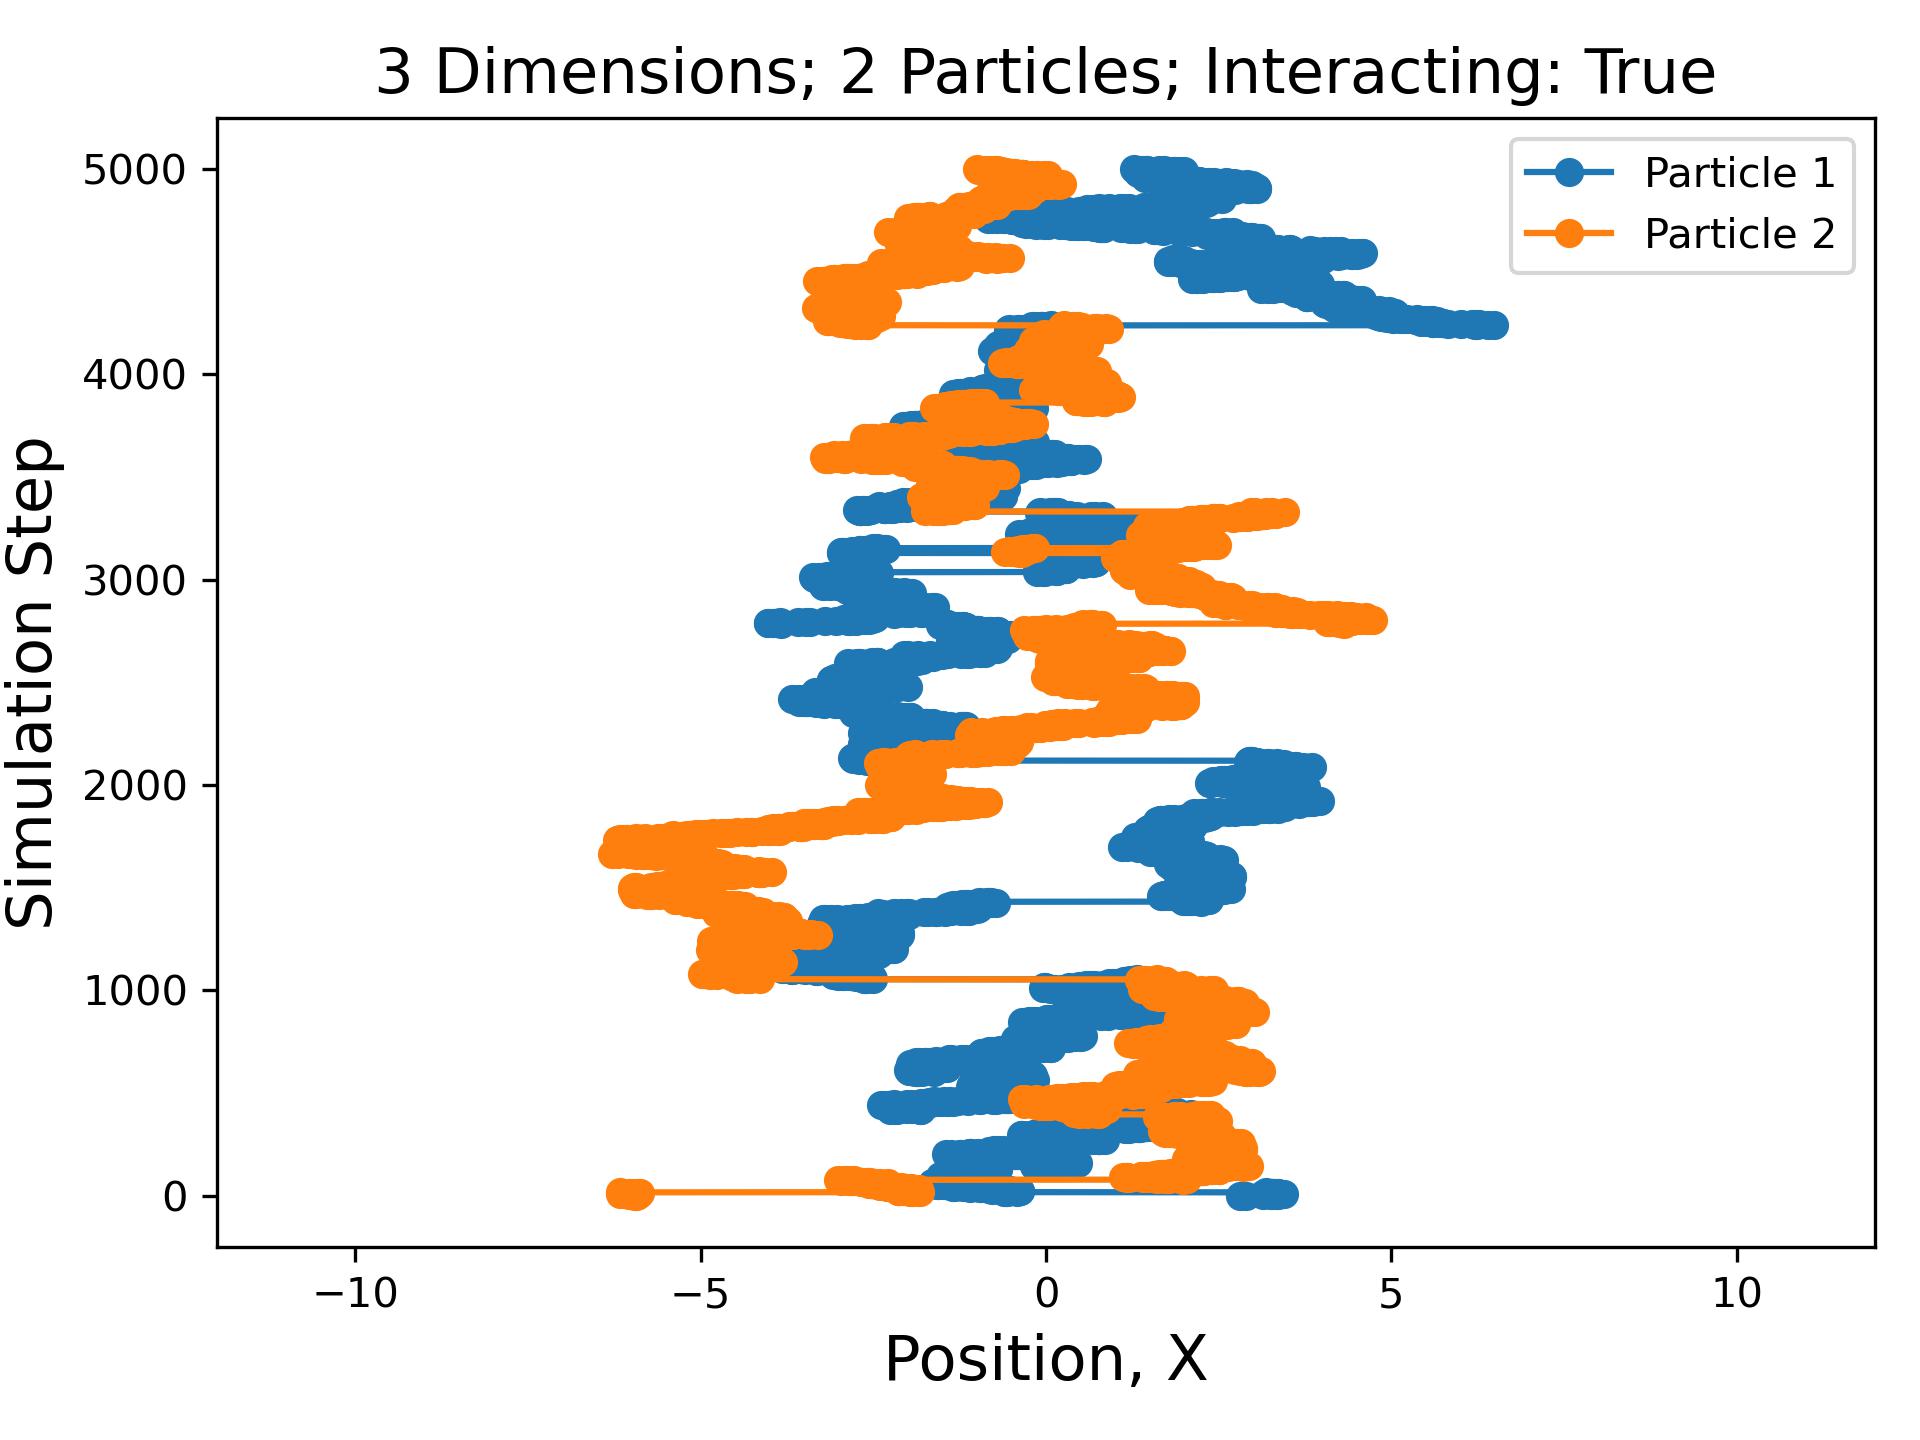 3 Dimensions; 2 Particles; Interacting: True
Particle 1
Particle 2
5000
4000
3000
2000
1000
0
Simulation Step
−10
−5
0
5
10
Position, X